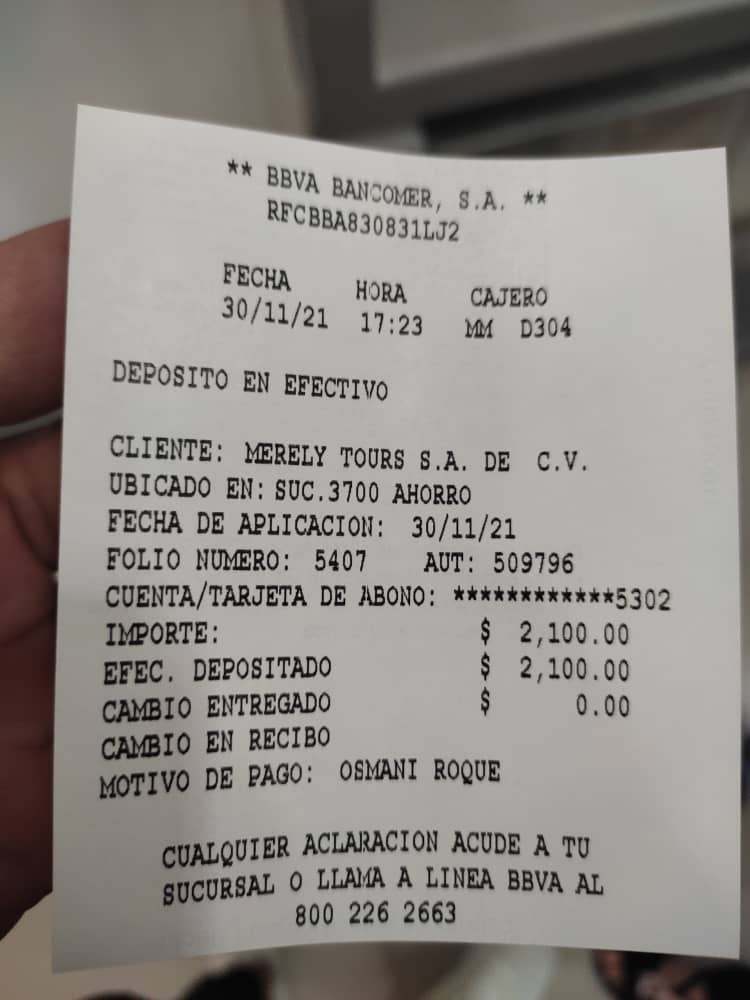 ** BBVA BANCOMER, S.A. **
RFCBBA830831LJ2
FECHA HORA CAJERO
30/11/21 17:23 MM D304
DEPOSITO EN EFECTIVO
CLIENTE: MERELY TOURS S.A. DE C.V.
UBICADO EN: SUC.3700 AHORRO
FECHA DE APLICACION: 30/11/21
FOLIO NUMERO: 5407 AUT: 509796
CUENTA/TARJETA DE ABONO: ************5302
IMPORTE: $ 2,100.00
EFEC. DEPOSITADO $ 2,100.00
CAMBIO ENTREGADO $ 0.00
CAMBIO EN RECIBO
MOTIVO DE PAGO: OSMANI ROQUE
CUALQUIER ACLARACION ACUDE A TU
SUCURSAL O LLAMA A LINEA BBVA AL
800 226 2663